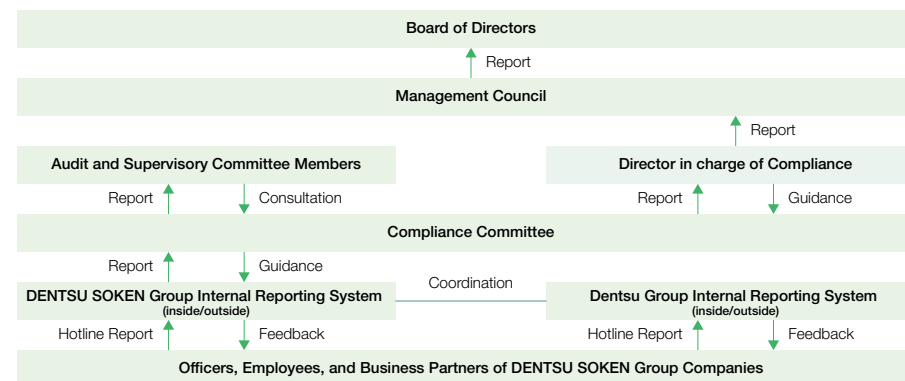 Board of Directors
Report
Management Council
Report
Audit and Supervisory Committee Members
Director in charge of Compliance
Report
Consultation
Report
Guidance
Compliance Committee
Report
Guidance
Coordination
DENTSU SOKEN Group Internal Reporting System
(inside/outside)
Dentsu Group Internal Reporting System
(inside/outside)
Hotline Report
Feedback
Hotline Report
Feedback
Officers, Employees, and Business Partners of DENTSU SOKEN Group Companies